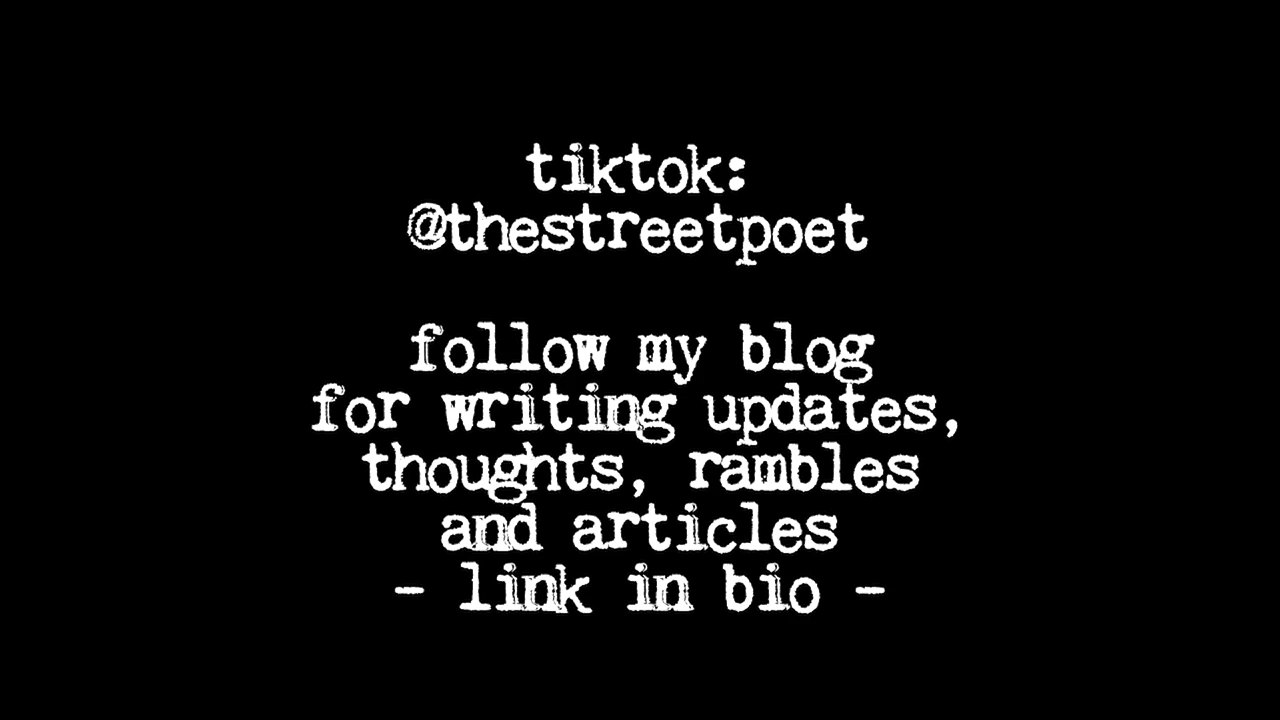 tiktok:
@thestreetpoet
follow my blog
for writing updates,
thoughts, rambles
and articles
- link in bio -